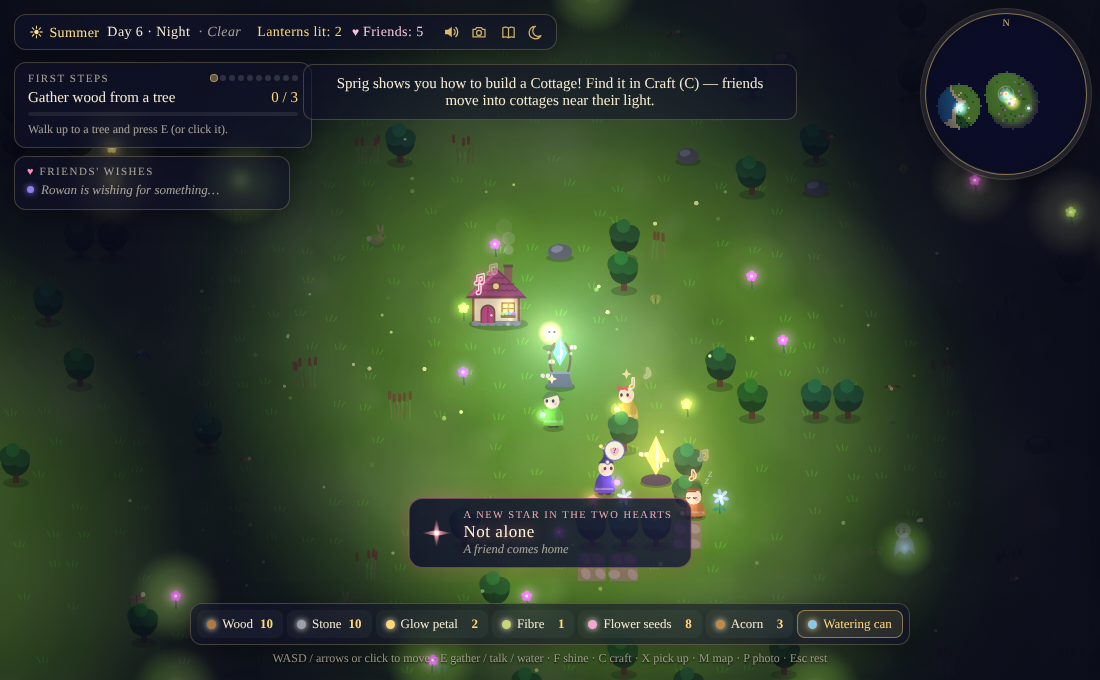 Summer Day 6 · Night · Clear Lanterns lit: 2 ♥ Friends: 5
N
FIRST STEPS
Gather wood from a tree 0 / 3
Walk up to a tree and press E (or click it).
Sprig shows you how to build a Cottage! Find it in Craft (C) — friends
move into cottages near their light.
♥ FRIENDS' WISHES
Rowan is wishing for something…
?
z
z
A NEW STAR IN THE TWO HEARTS
Not alone
A friend comes home
Wood 10 Stone 10 Glow petal 2 Fibre 1 Flower seeds 8 Acorn 3 Watering can
WASD / arrows or click to move · E gather / talk / water · F shine · C craft · X pick up · M map · P photo · Esc rest